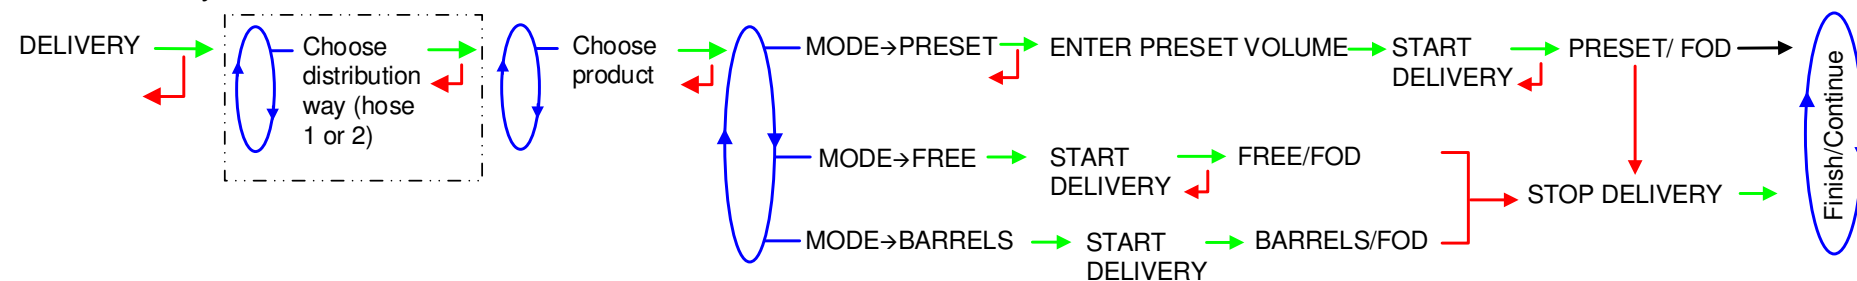 DELIVERY
Choose
distribution
way (hose
1 or 2)
Choose
product
MODE→PRESET
ENTER PRESET VOLUME
START
DELIVERY
PRESET/ FOD
MODE→FREE
START
DELIVERY
FREE/FOD
MODE→BARRELS
START
DELIVERY
BARRELS/FOD
STOP DELIVERY
Finish/Continue